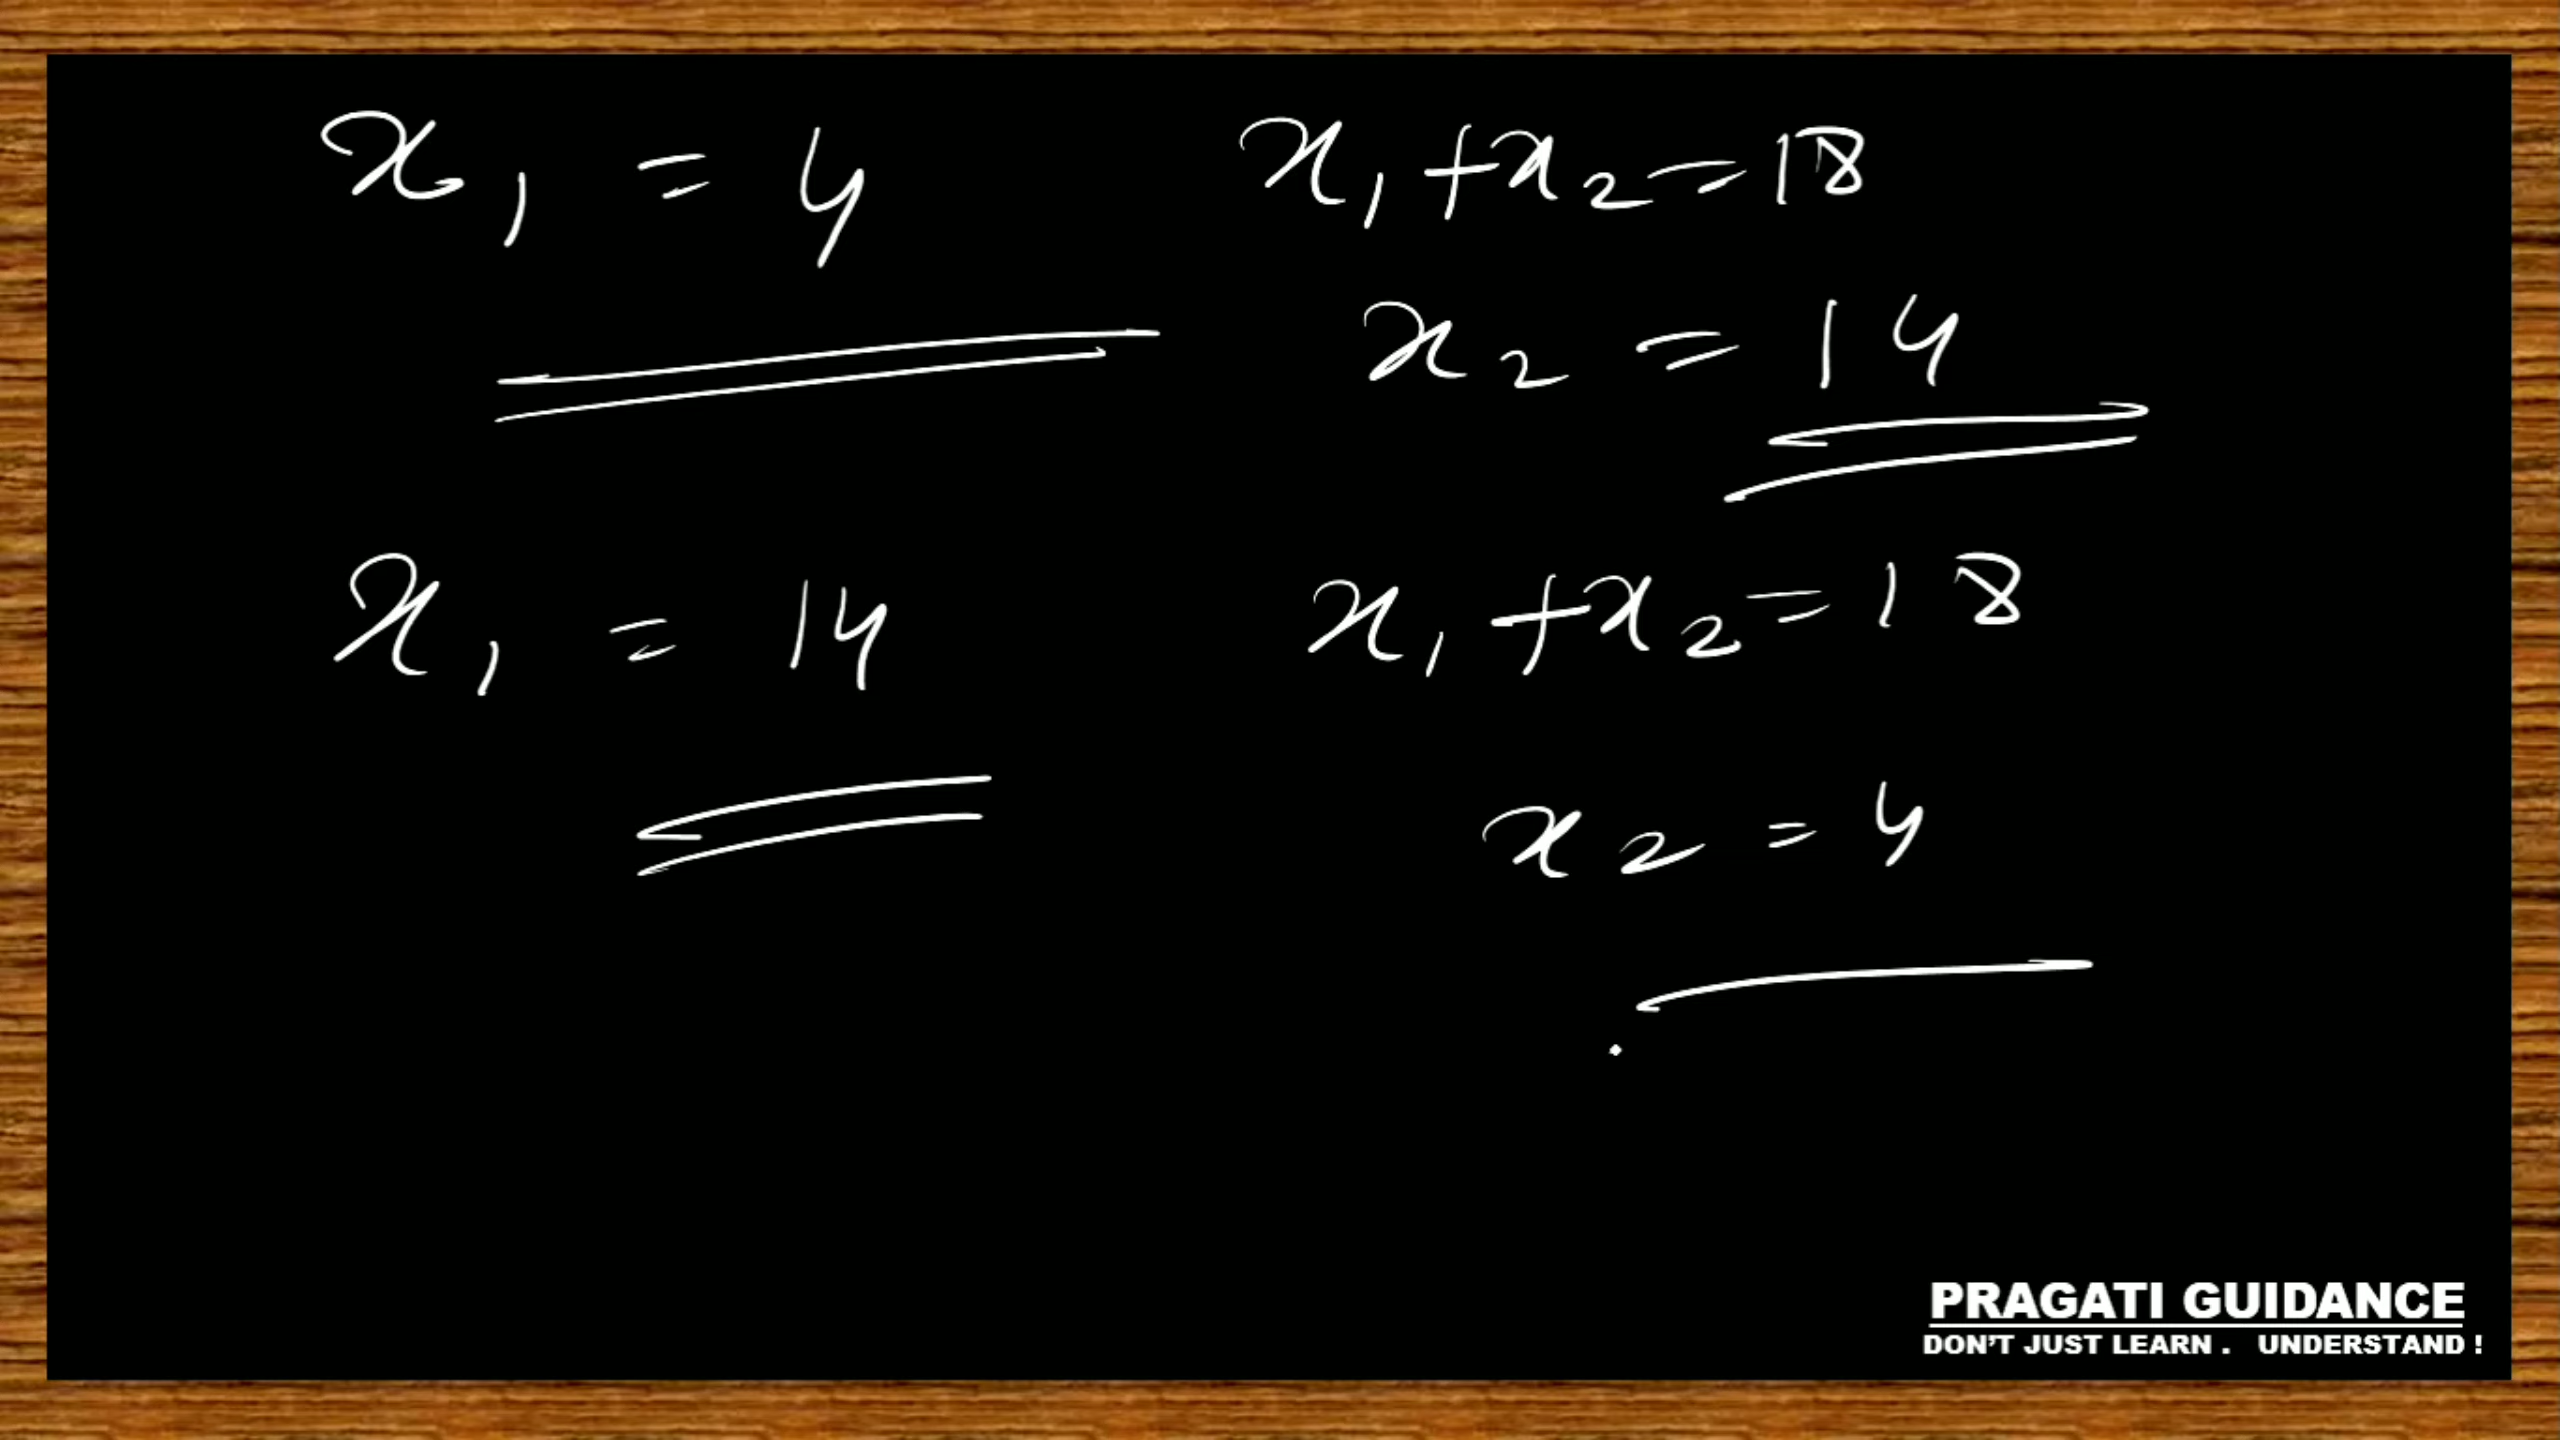 x₁ = 4
x₁ + x₂ = 18
x₂ = 14
x₁ = 14
x₁ + x₂ = 18
x₂ = 4
PRAGATI GUIDANCE
DON'T JUST LEARN . UNDERSTAND !